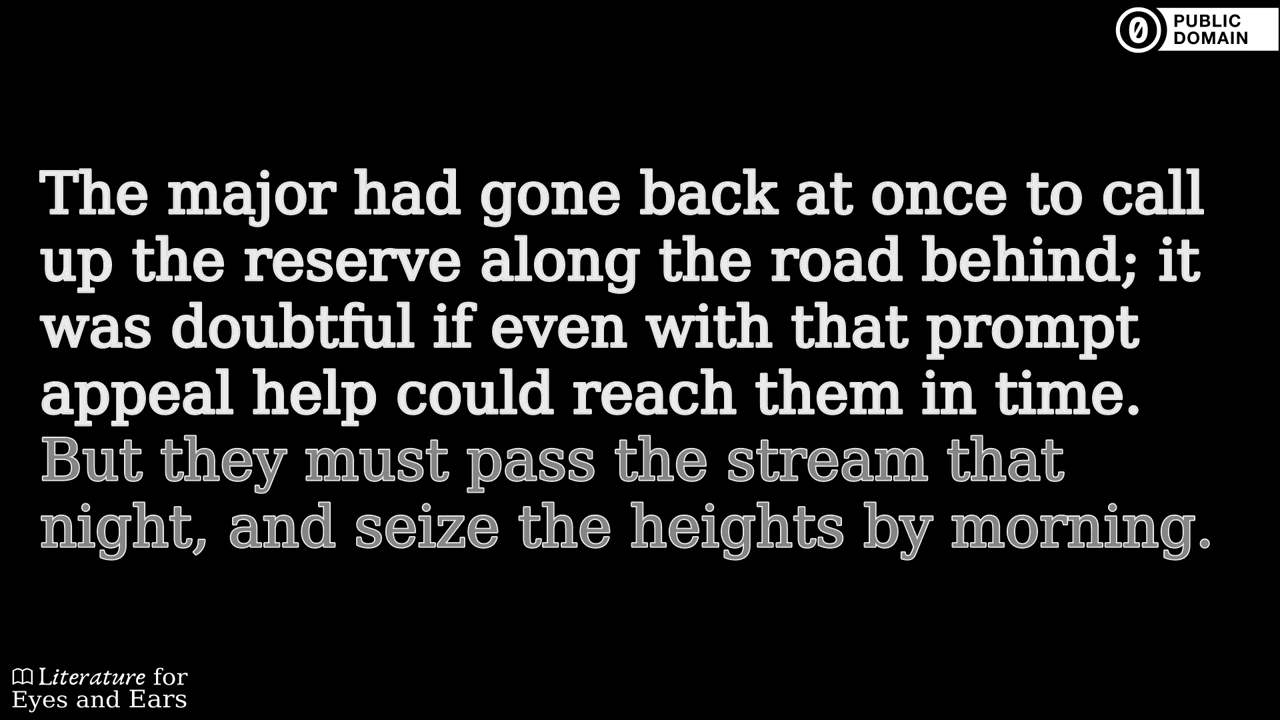 PUBLIC
DOMAIN
The major had gone back at once to call
up the reserve along the road behind; it
was doubtful if even with that prompt
appeal help could reach them in time.
But they must pass the stream that
night, and seize the heights by morning.
Literature for
Eyes and Ears